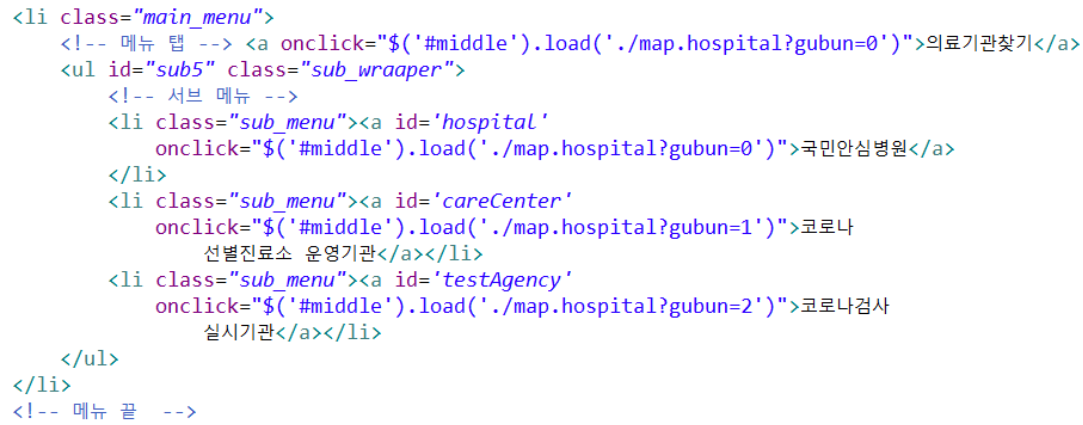 <li class="main_menu">
<!-- 메뉴 탭 --> <a onclick="$('#middle').load('./map.hospital?gubun=0')">의료기관찾기</a>
<ul id="sub5" class="sub_wraaper">
<!-- 서브 메뉴 -->
<li class="sub_menu"><a id='hospital'
onclick="$('#middle').load('./map.hospital?gubun=0')">국민안심병원</a>
</li>
<li class="sub_menu"><a id='careCenter'
onclick="$('#middle').load('./map.hospital?gubun=1')">코로나
선별진료소 운영기관</a></li>
<li class="sub_menu"><a id='testAgency'
onclick="$('#middle').load('./map.hospital?gubun=2')">코로나검사
실시기관</a></li>
</ul>
</li>
<!-- 메뉴 끝  -->